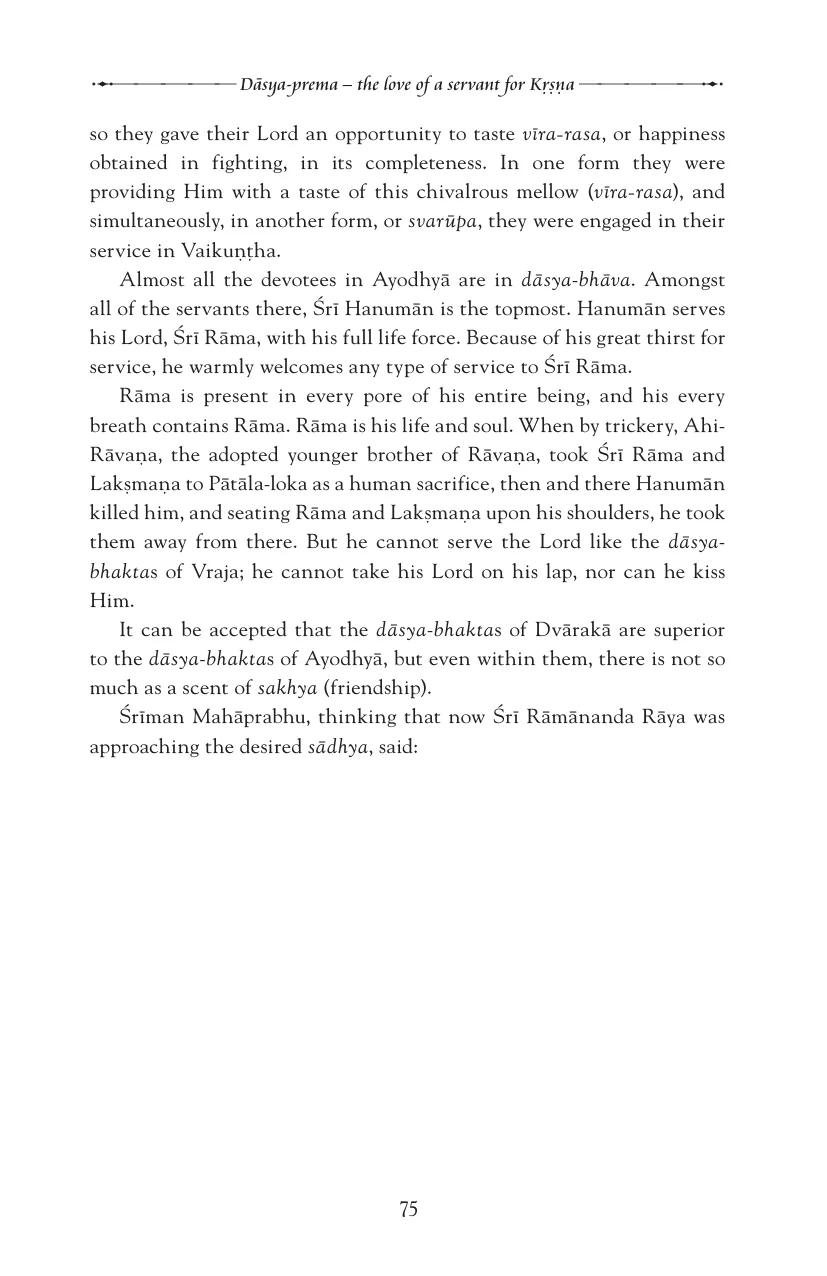 Dāsya-prema – the love of a servant for Kṛṣṇa
so they gave their Lord an opportunity to taste vīra-rasa, or happiness
obtained in fighting, in its completeness. In one form they were
providing Him with a taste of this chivalrous mellow (vīra-rasa), and
simultaneously, in another form, or svarūpa, they were engaged in their
service in Vaikuṇṭha.
Almost all the devotees in Ayodhyā are in dāsya-bhāva. Amongst
all of the servants there, Śrī Hanumān is the topmost. Hanumān serves
his Lord, Śrī Rāma, with his full life force. Because of his great thirst for
service, he warmly welcomes any type of service to Śrī Rāma.
Rāma is present in every pore of his entire being, and his every
breath contains Rāma. Rāma is his life and soul. When by trickery, Ahi-
Rāvaṇa, the adopted younger brother of Rāvaṇa, took Śrī Rāma and
Lakṣmaṇa to Pātāla-loka as a human sacrifice, then and there Hanumān
killed him, and seating Rāma and Lakṣmaṇa upon his shoulders, he took
them away from there. But he cannot serve the Lord like the dāsya-
bhaktas of Vraja; he cannot take his Lord on his lap, nor can he kiss
Him.
It can be accepted that the dāsya-bhaktas of Dvārakā are superior
to the dāsya-bhaktas of Ayodhyā, but even within them, there is not so
much as a scent of sakhya (friendship).
Śrīman Mahāprabhu, thinking that now Śrī Rāmānanda Rāya was
approaching the desired sādhya, said:
75